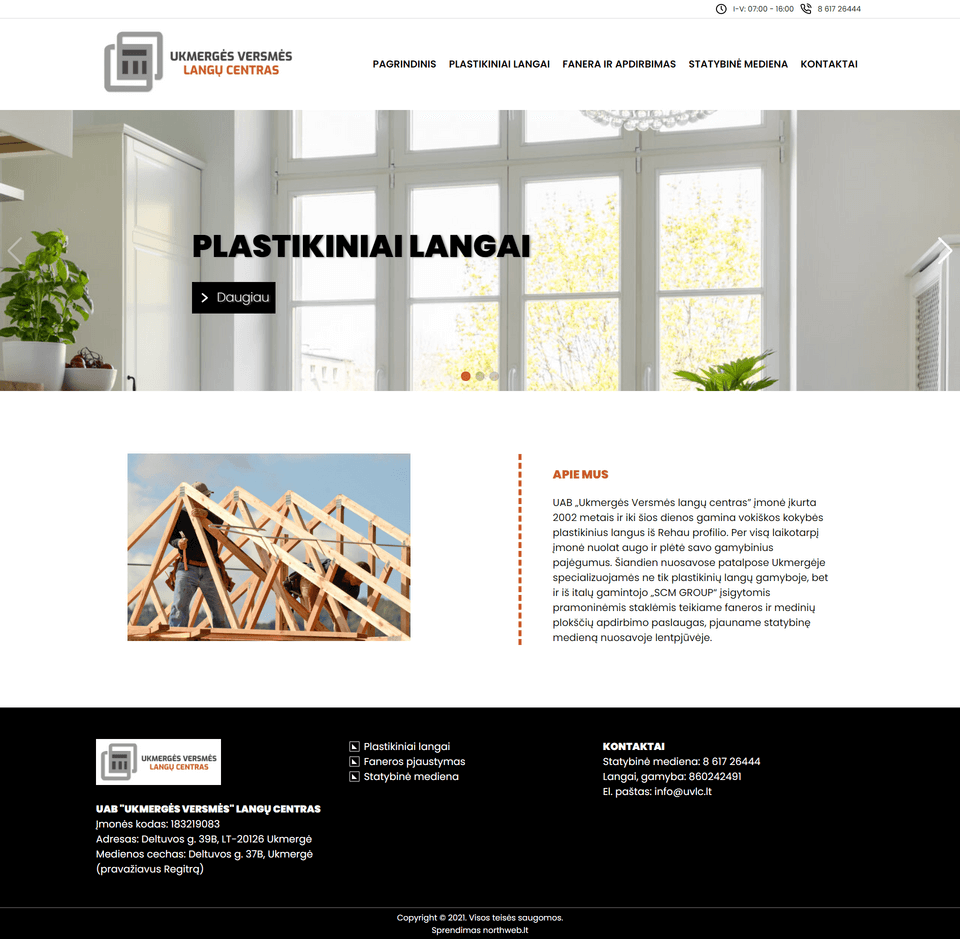 I-V: 07:00 - 16:00 8 617 26444
UKMERGĖS VERSMĖS
LANGŲ CENTRAS
PAGRINDINIS PLASTIKINIAI LANGAI FANERA IR APDIRBIMAS STATYBINĖ MEDIENA KONTAKTAI
PLASTIKINIAI LANGAI
Daugiau
APIE MUS
UAB „Ukmergės Versmės langų centras” įmonė įkurta
2002 metais ir iki šios dienos gamina vokiškos kokybės
plastikinius langus iš Rehau profilio. Per visą laikotarpį
įmonė nuolat augo ir plėtė savo gamybinius
pajėgumus. Šiandien nuosavose patalpose Ukmergėje
specializuojamės ne tik plastikinių langų gamyboje, bet
ir iš italų gamintojo „SCM GROUP” įsigytomis
pramoninėmis staklėmis teikiame faneros ir medinių
plokščių apdirbimo paslaugas, pjauname statybinę
medieną nuosavoje lentpjūvėje.
UKMERGĖS VERSMĖS
LANGŲ CENTRAS
UAB "UKMERGĖS VERSMĖS" LANGŲ CENTRAS
Įmonės kodas: 183219083
Adresas: Deltuvos g. 39B, LT-20126 Ukmergė
Medienos cechas: Deltuvos g. 37B, Ukmergė
(pravažiavus Regitrą)
Plastikiniai langai
Faneros pjaustymas
Statybinė mediena
KONTAKTAI
Statybinė mediena: 8 617 26444
Langai, gamyba: 860242491
El. paštas: info@uvlc.lt
Copyright © 2021. Visos teisės saugomos.
Sprendimas northweb.lt